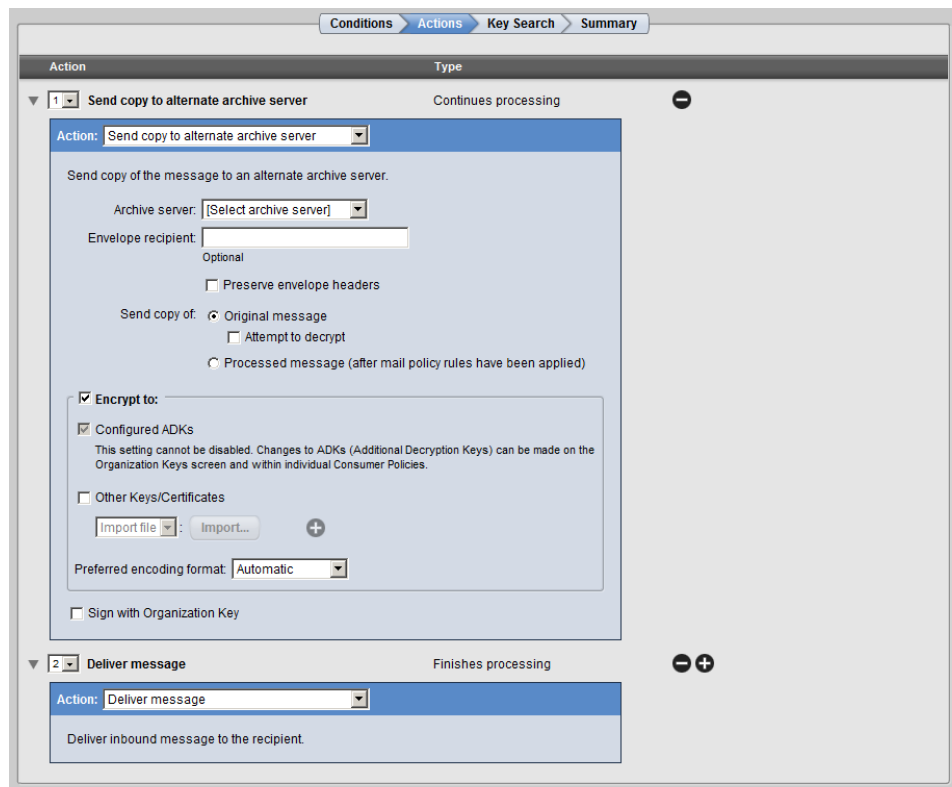 Conditions Actions Key Search Summary
Action Type
1 Send copy to alternate archive server Continues processing
Action: Send copy to alternate archive server
Send copy of the message to an alternate archive server.
Archive server: [Select archive server]
Envelope recipient:
Optional
Preserve envelope headers
Send copy of: Original message
Attempt to decrypt
Processed message (after mail policy rules have been applied)
Encrypt to:
Configured ADKs
This setting cannot be disabled. Changes to ADKs (Additional Decryption Keys) can be made on the
Organization Keys screen and within individual Consumer Policies.
Other Keys/Certificates
Import file : Import...
Preferred encoding format: Automatic
Sign with Organization Key
2 Deliver message Finishes processing
Action: Deliver message
Deliver inbound message to the recipient.